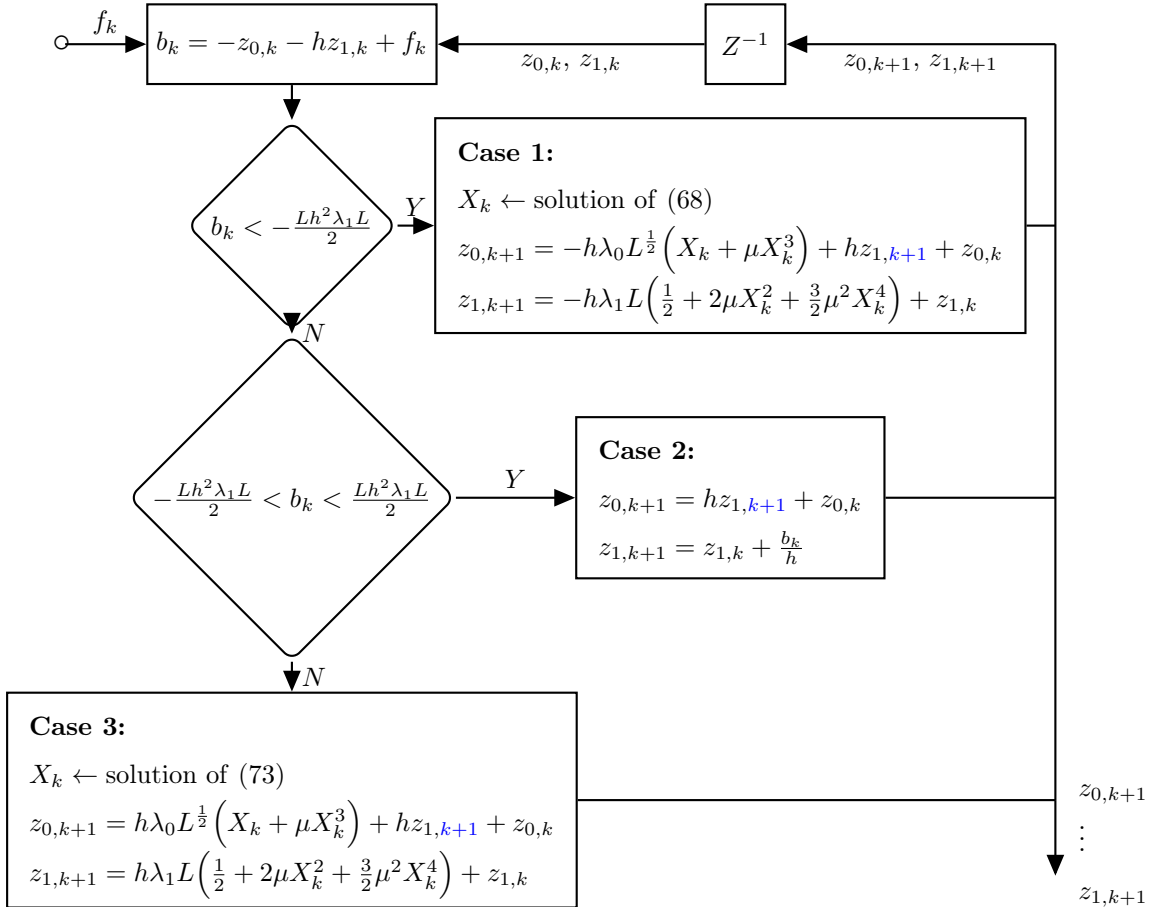 f_k
b_k = −z_{0,k} − hz_{1,k} + f_k
z_{0,k}, z_{1,k}
Z^{−1}
z_{0,k+1}, z_{1,k+1}
b_k < −\frac{Lh^2λ_1L}{2}
Y
Case 1:
X_k ← solution of (68)
z_{0,k+1} = −hλ_0L^{\frac{1}{2}}(X_k + μX_k^3) + hz_{1,k+1} + z_{0,k}
z_{1,k+1} = −hλ_1L(\frac{1}{2} + 2μX_k^2 + \frac{3}{2}μ^2X_k^4) + z_{1,k}
N
−\frac{Lh^2λ_1L}{2} < b_k < \frac{Lh^2λ_1L}{2}
Y
Case 2:
z_{0,k+1} = hz_{1,k+1} + z_{0,k}
z_{1,k+1} = z_{1,k} + \frac{b_k}{h}
N
Case 3:
X_k ← solution of (73)
z_{0,k+1} = hλ_0L^{\frac{1}{2}}(X_k + μX_k^3) + hz_{1,k+1} + z_{0,k}
z_{1,k+1} = hλ_1L(\frac{1}{2} + 2μX_k^2 + \frac{3}{2}μ^2X_k^4) + z_{1,k}
z_{0,k+1}
⋮
z_{1,k+1}